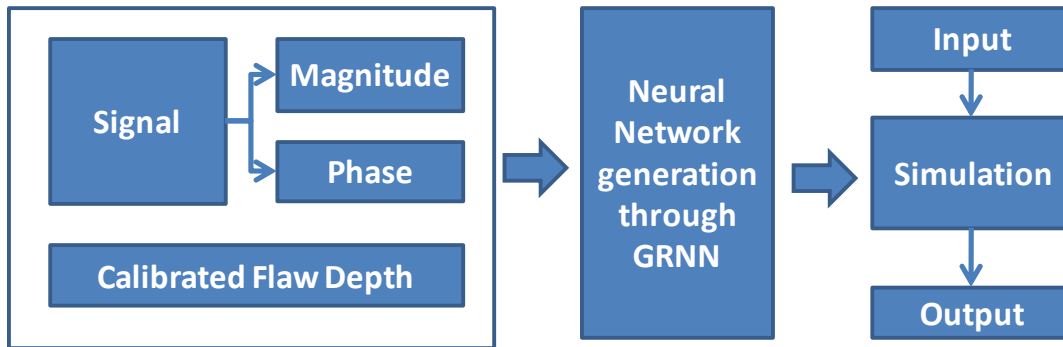 Signal
Magnitude
Phase
Calibrated Flaw Depth
Neural
Network
generation
through
GRNN
Input
Simulation
Output